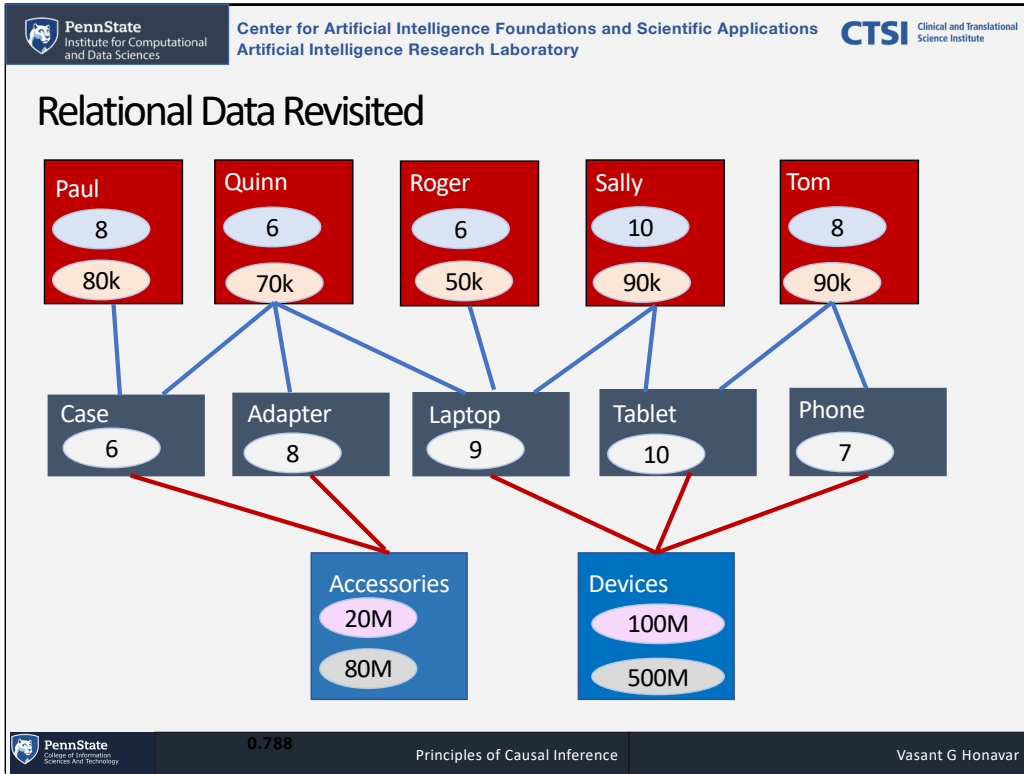 PennState
Institute for Computational
and Data Sciences
Center for Artificial Intelligence Foundations and Scientific Applications
Artificial Intelligence Research Laboratory
CTSI
Clinical and Translational
Science Institute
Relational Data Revisited
Paul
8
80k
Quinn
6
70k
Roger
6
50k
Sally
10
90k
Tom
8
90k
Case
6
Adapter
8
Laptop
9
Tablet
10
Phone
7
Accessories
20M
80M
Devices
100M
500M
PennState
College of Information
Sciences And Technology
0.788
Principles of Causal Inference
Vasant G Honavar